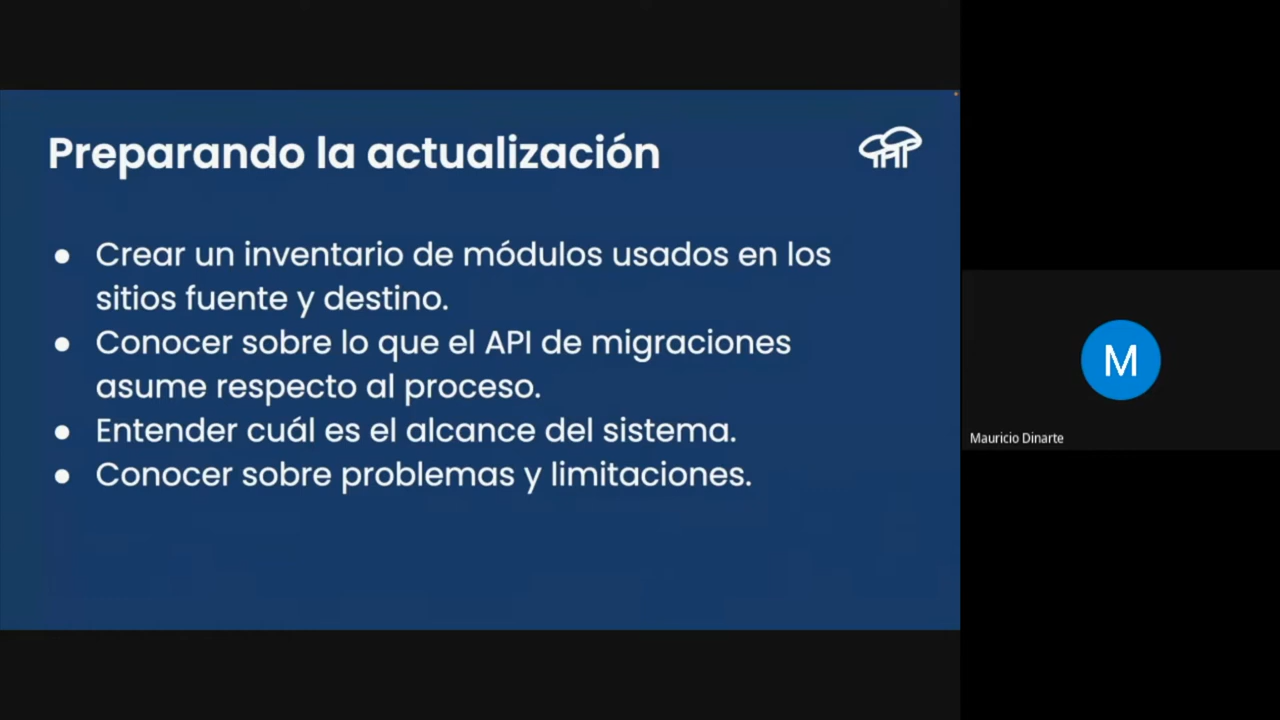 Preparando la actualización
● Crear un inventario de módulos usados en los
sitios fuente y destino.
● Conocer sobre lo que el API de migraciones
asume respecto al proceso.
● Entender cuál es el alcance del sistema.
● Conocer sobre problemas y limitaciones.
M
Mauricio Dinarte